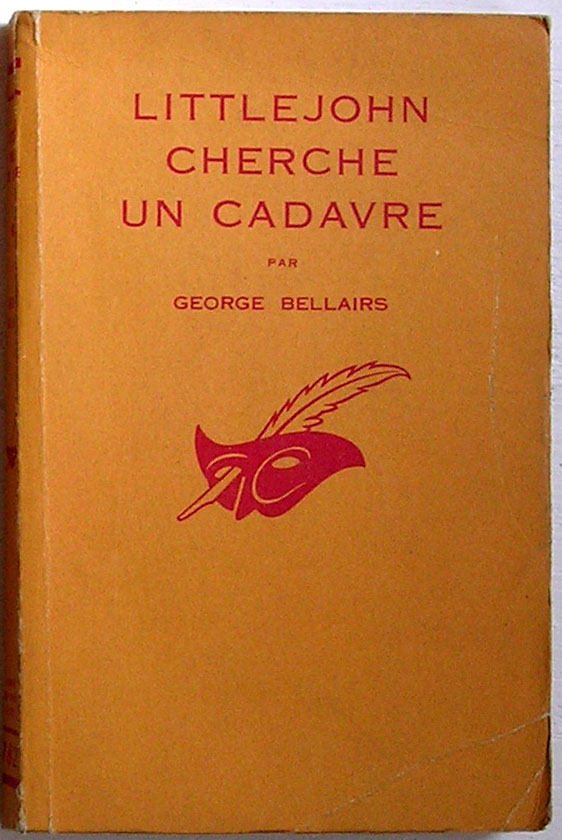 LITTLEJOHN
CHERCHE
UN CADAVRE
PAR
GEORGE BELLAIRS